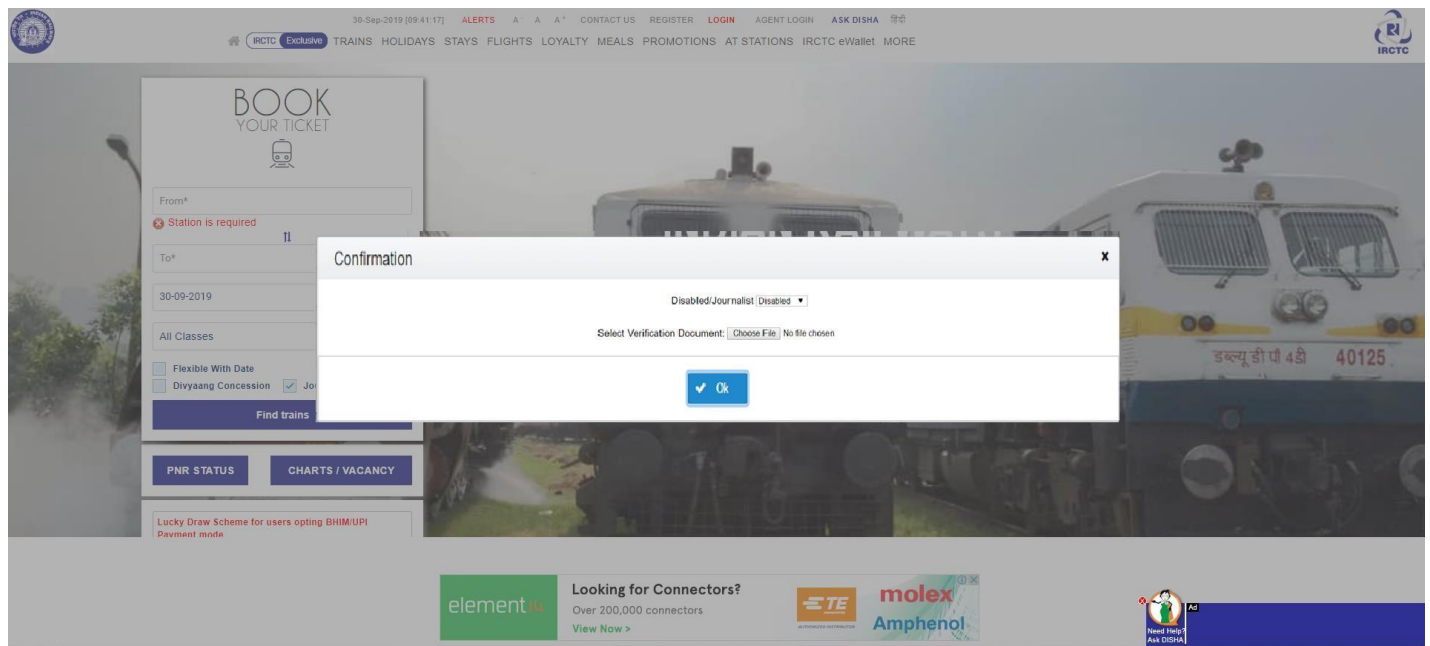 30-Sep-2019 [09:41:17] ALERTS A- A A+ CONTACT US REGISTER LOGIN AGENT LOGIN ASK DISHA हिंदी
IRCTC Exclusive TRAINS HOLIDAYS STAYS FLIGHTS LOYALTY MEALS PROMOTIONS AT STATIONS IRCTC eWallet MORE
IRCTC
BOOK
YOUR TICKET
From*
Station is required
To*
30-09-2019
All Classes
Flexible With Date
Divyaang Concession
Find trains
PNR STATUS CHARTS / VACANCY
Lucky Draw Scheme for users opting BHIM/UPI
Payment mode
Confirmation x
Disabled/Journalist Disabled
Select Verification Document: Choose File No file chosen
Ok
40125
element14
Looking for Connectors?
Over 200,000 connectors
View Now >
TE
molex
Amphenol
Ad
Need Help?
Ask DISHA